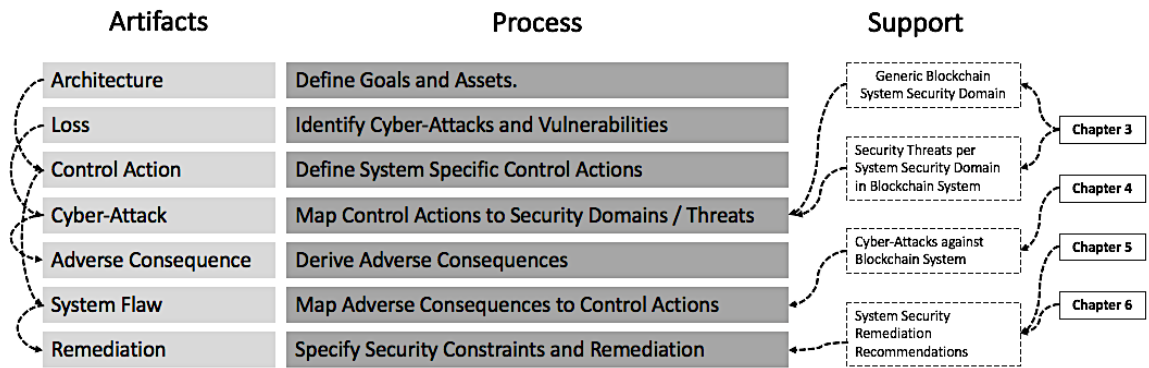 Artifacts
Process
Support
Architecture
Define Goals and Assets.
Loss
Identify Cyber-Attacks and Vulnerabilities
Control Action
Define System Specific Control Actions
Cyber-Attack
Map Control Actions to Security Domains / Threats
Adverse Consequence
Derive Adverse Consequences
System Flaw
Map Adverse Consequences to Control Actions
Remediation
Specify Security Constraints and Remediation
Generic Blockchain
System Security Domain
Security Threats per
System Security Domain
in Blockchain System
Cyber-Attacks against
Blockchain System
System Security
Remediation
Recommendations
Chapter 3
Chapter 4
Chapter 5
Chapter 6